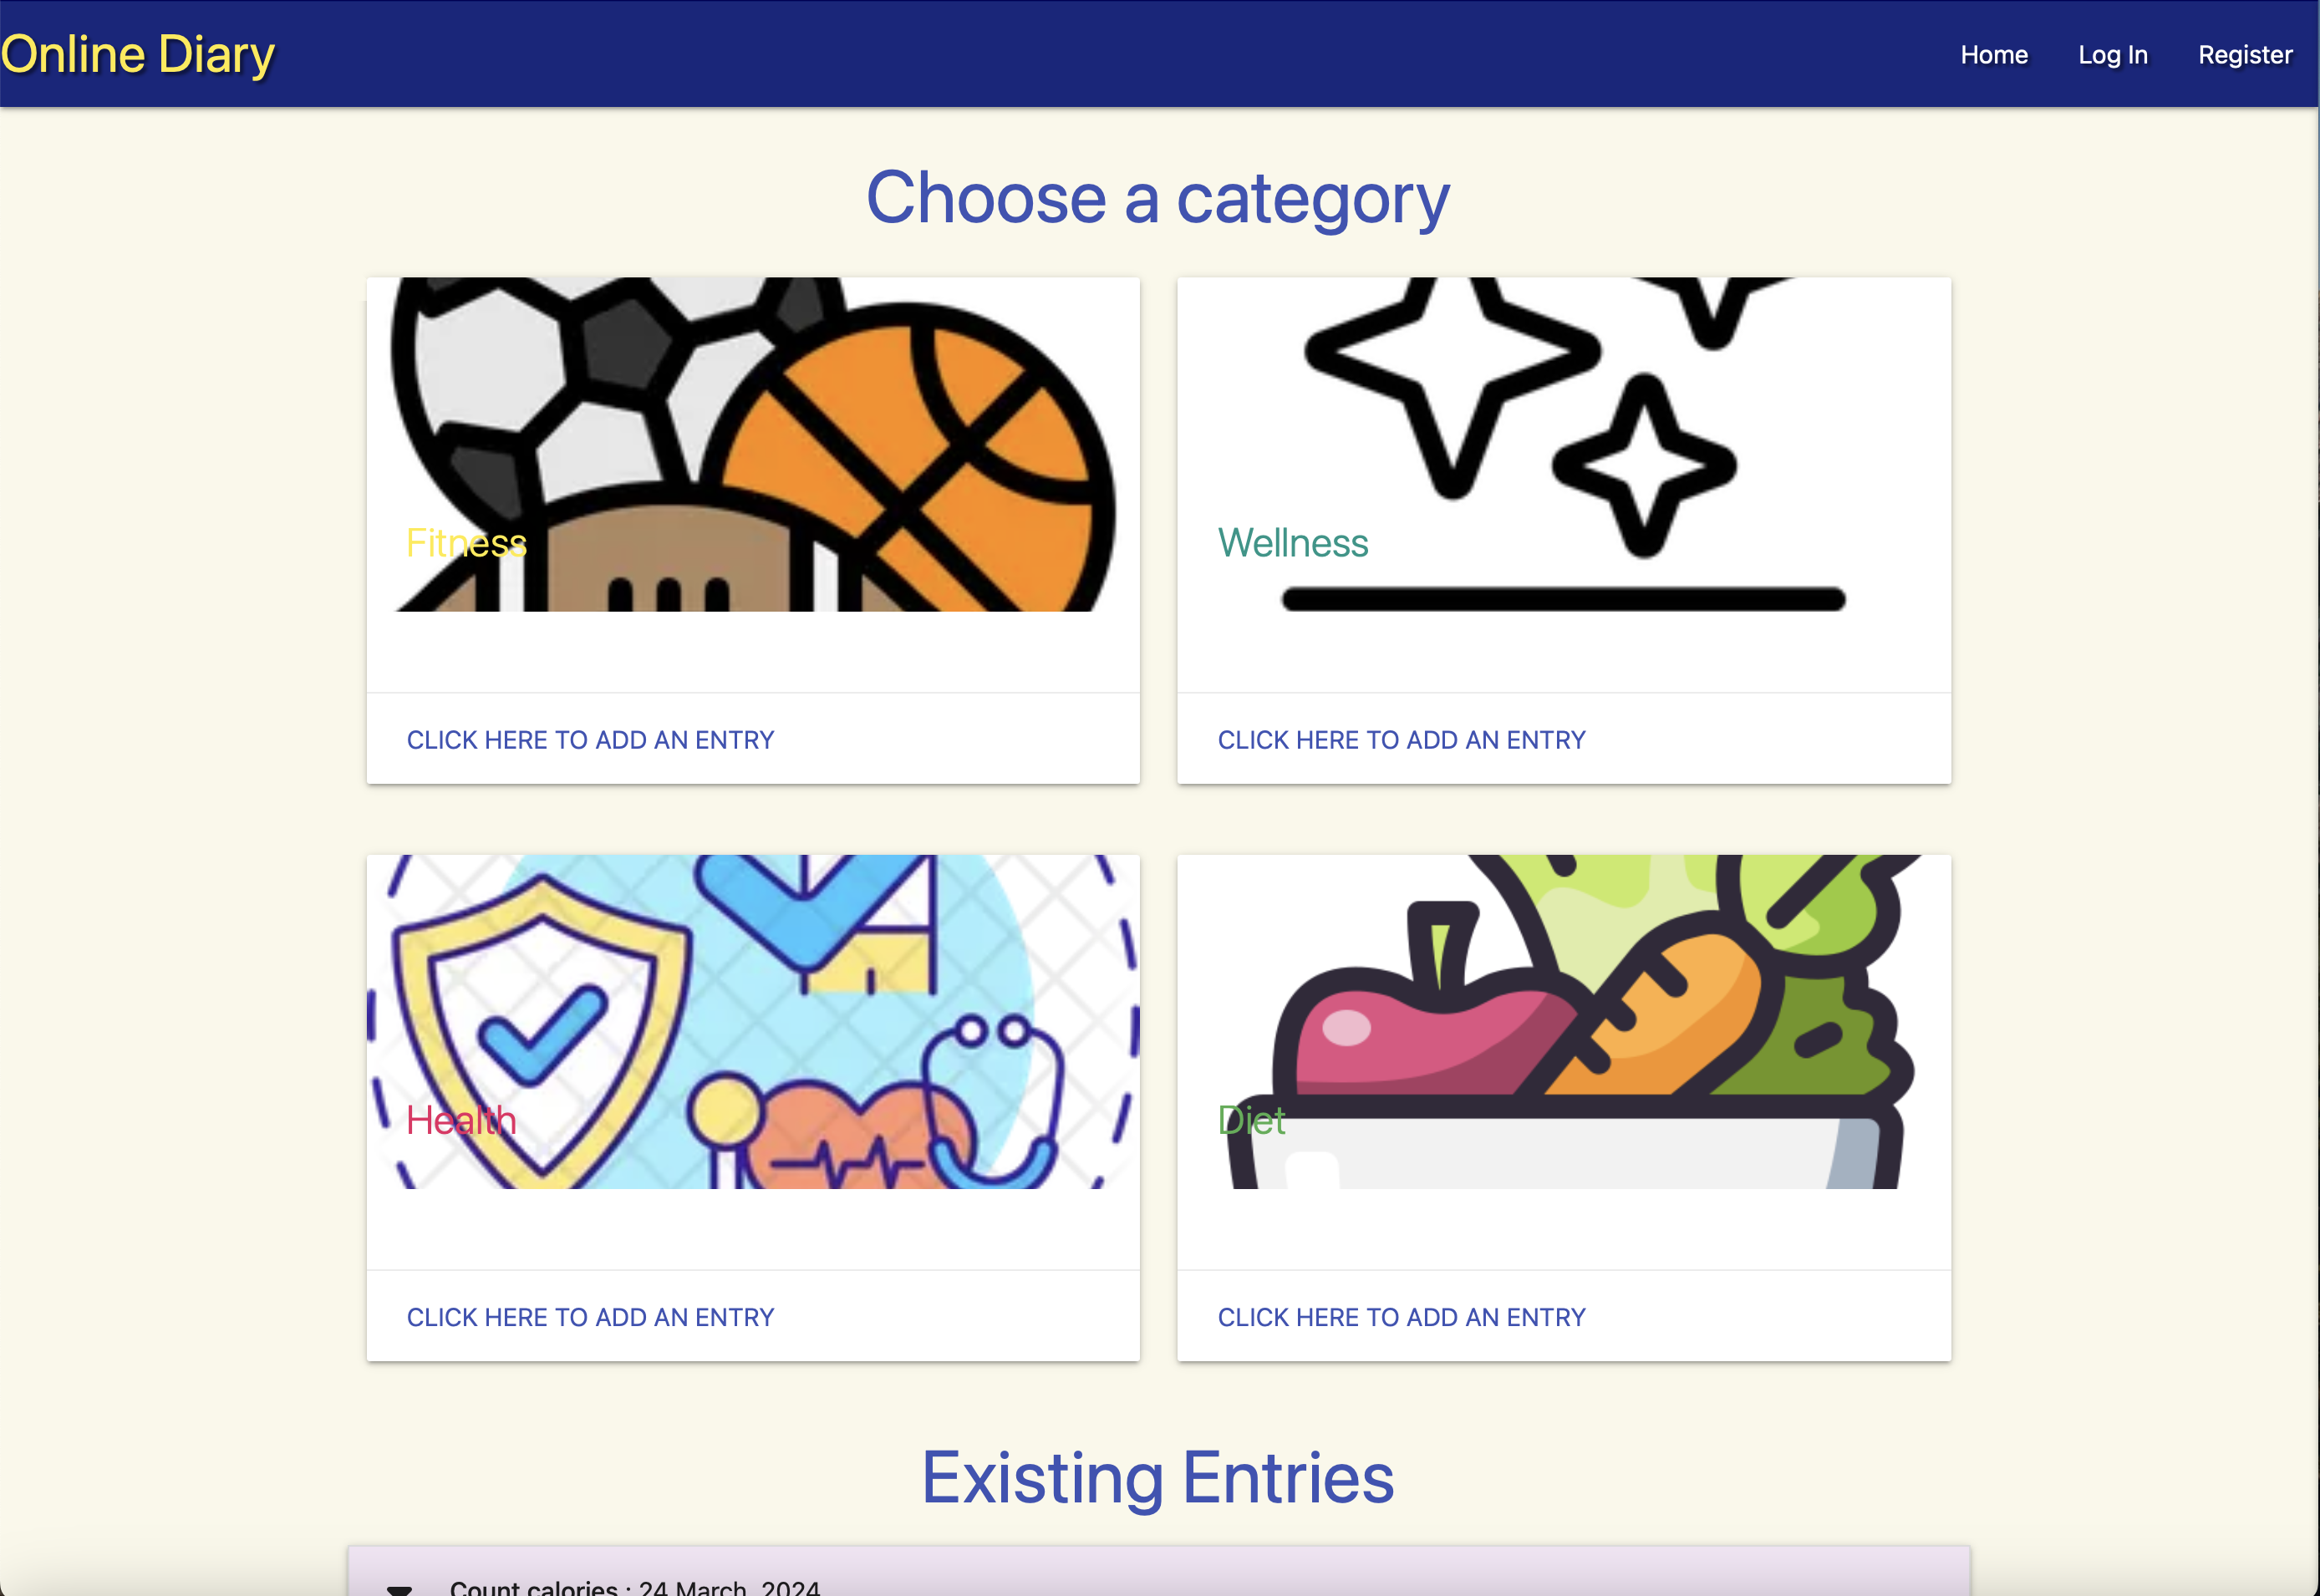 Online Diary
Home Log In Register
Choose a category
Fitness
Wellness
CLICK HERE TO ADD AN ENTRY
CLICK HERE TO ADD AN ENTRY
Health
Diet
CLICK HERE TO ADD AN ENTRY
CLICK HERE TO ADD AN ENTRY
Existing Entries
Count calories : 24 March, 2024